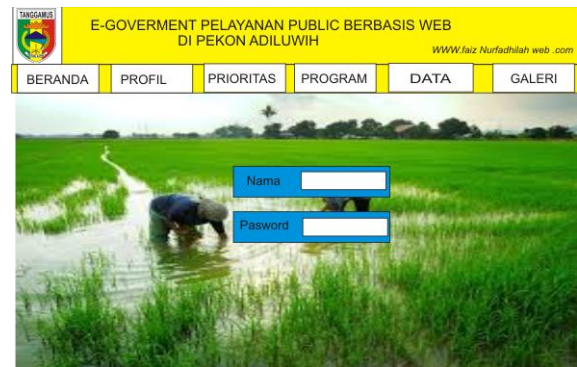 TANGGAMUS
E-GOVERMENT PELAYANAN PUBLIC BERBASIS WEB
DI PEKON ADILUWIH
WWW.faiz Nurfadhilah web .com
BERANDA PROFIL PRIORITAS PROGRAM DATA GALERI
Nama
Pasword